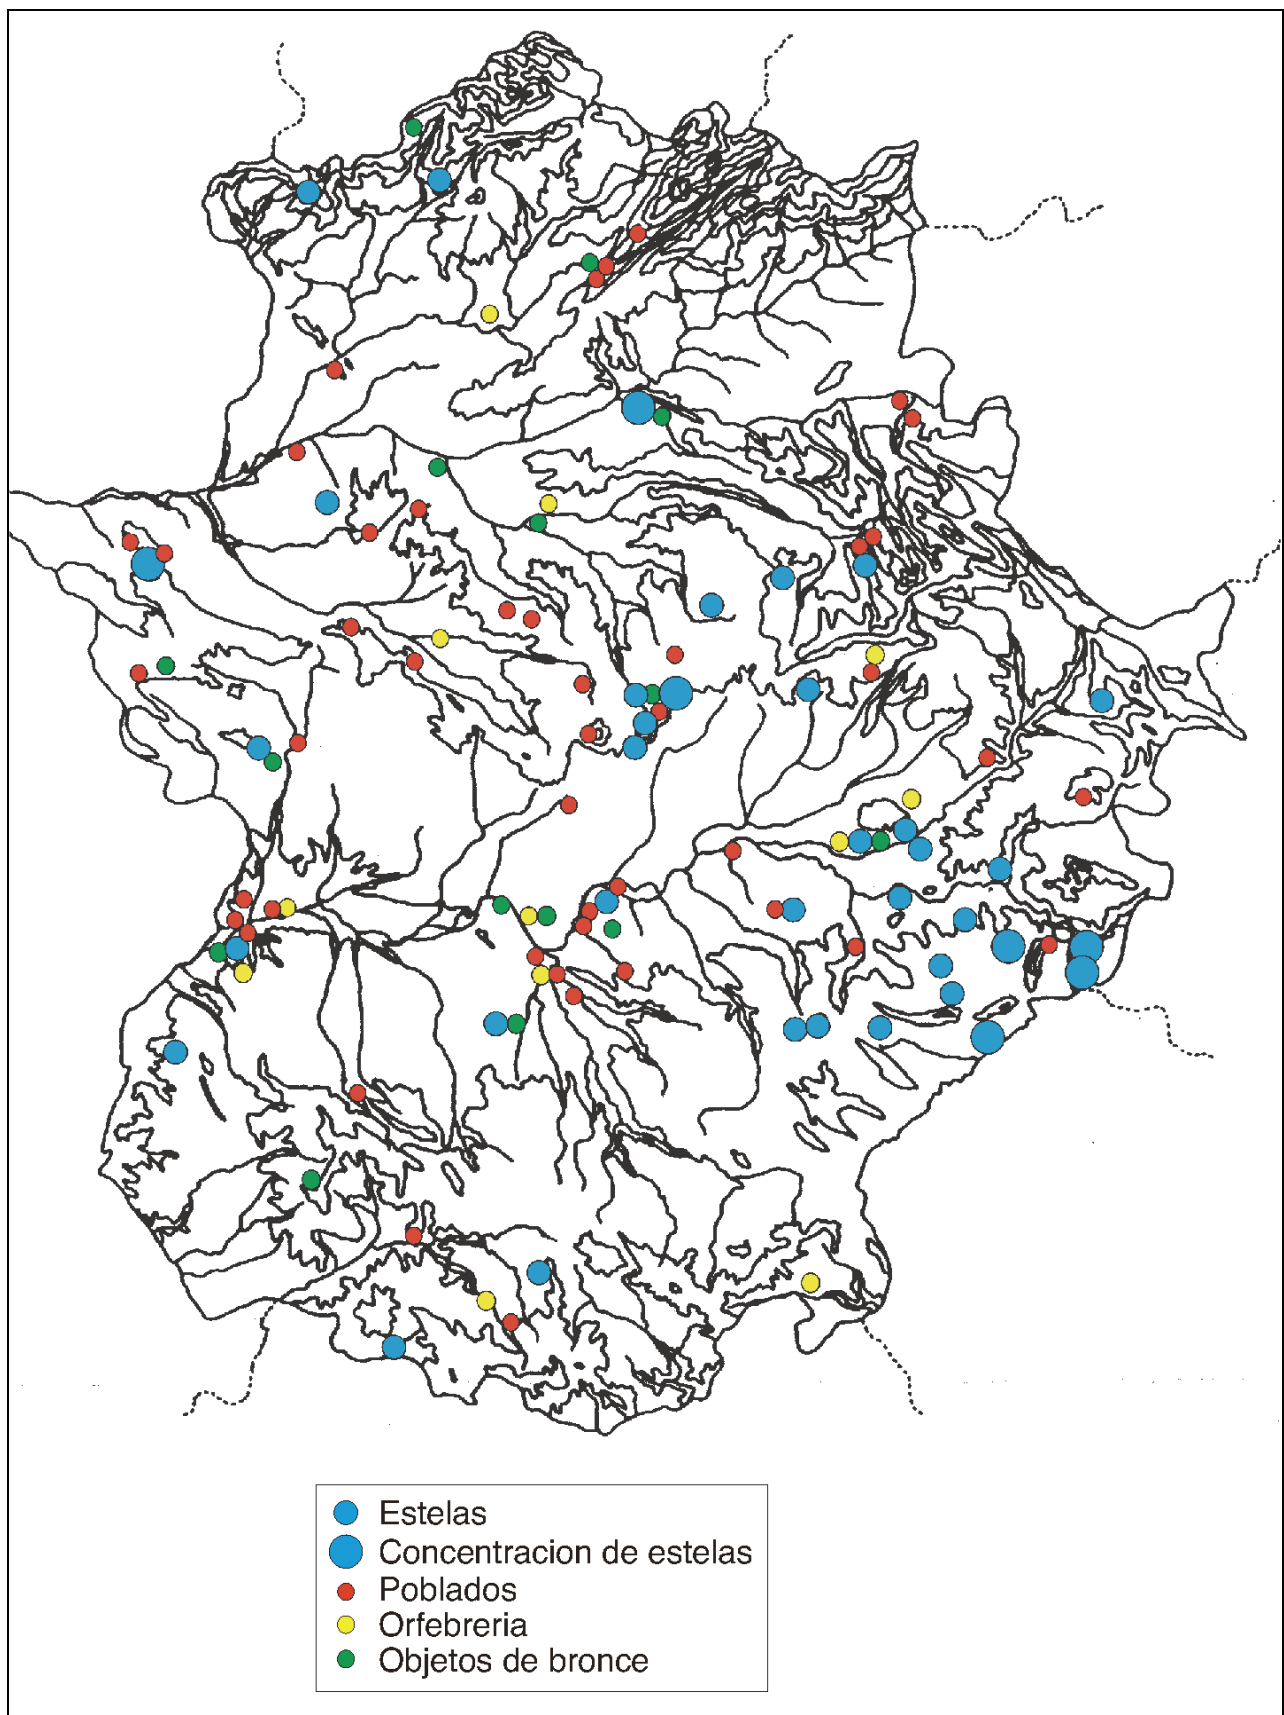 Estelas
Concentracion de estelas
Poblados
Orfebreria
Objetos de bronce